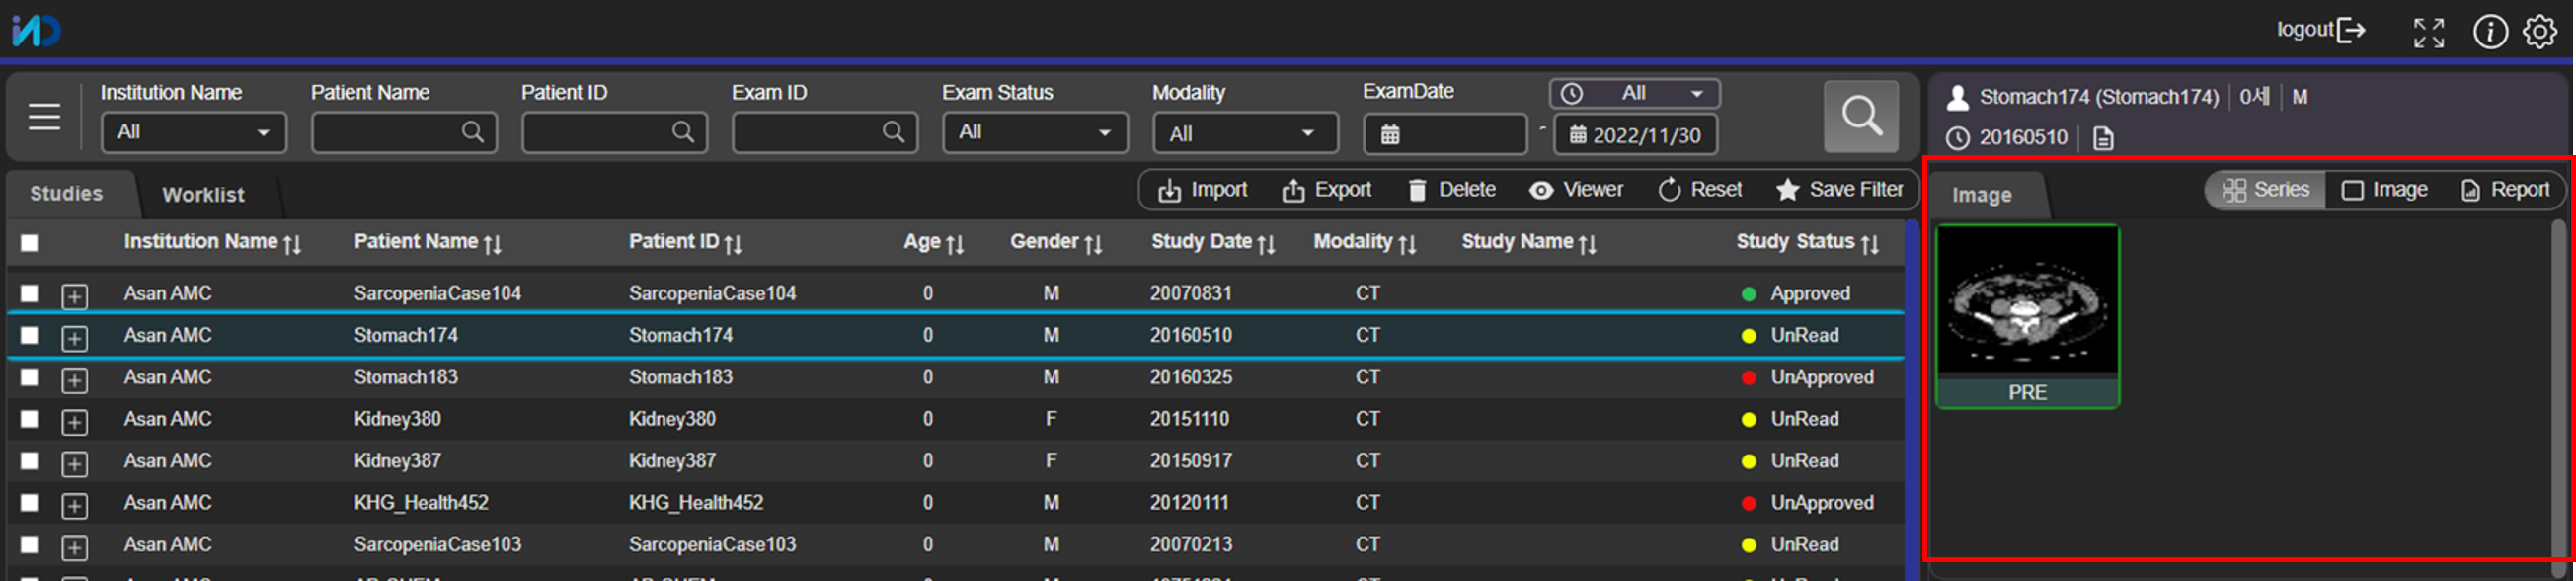 logout
Institution Name Patient Name Patient ID Exam ID Exam Status Modality ExamDate All
All All All ~ 2022/11/30
Stomach174 (Stomach174) 0세 M
20160510
Studies Worklist Import Export Delete Viewer Reset Save Filter
Image Series Image Report
Institution Name Patient Name Patient ID Age Gender Study Date Modality Study Name Study Status
Asan AMC SarcopeniaCase104 SarcopeniaCase104 0 M 20070831 CT Approved
Asan AMC Stomach174 Stomach174 0 M 20160510 CT UnRead
Asan AMC Stomach183 Stomach183 0 M 20160325 CT UnApproved
Asan AMC Kidney380 Kidney380 0 F 20151110 CT UnRead
Asan AMC Kidney387 Kidney387 0 F 20150917 CT UnRead
Asan AMC KHG_Health452 KHG_Health452 0 M 20120111 CT UnApproved
Asan AMC SarcopeniaCase103 SarcopeniaCase103 0 M 20070213 CT UnRead
PRE